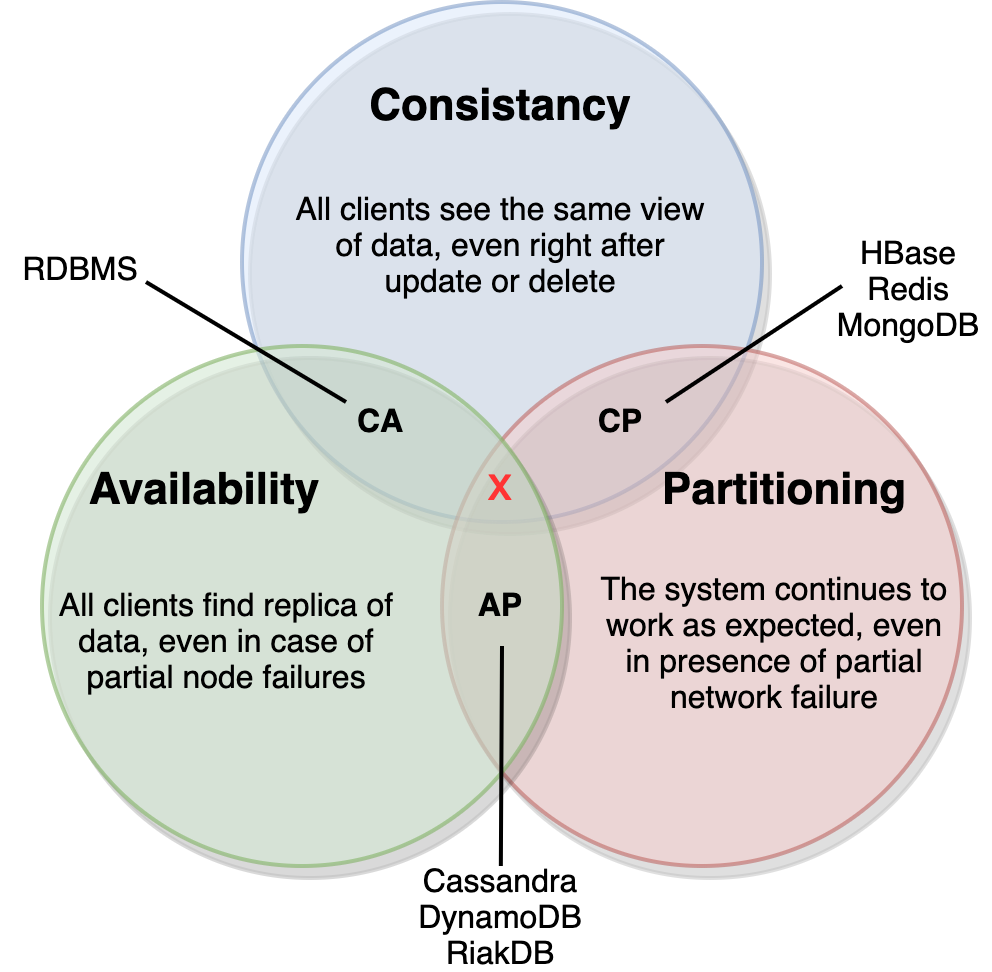 Consistancy
All clients see the same view
of data, even right after
update or delete
RDBMS
HBase
Redis
MongoDB
CA
CP
X
Availability
Partitioning
All clients find replica of
data, even in case of
partial node failures
AP
The system continues to
work as expected, even
in presence of partial
network failure
Cassandra
DynamoDB
RiakDB